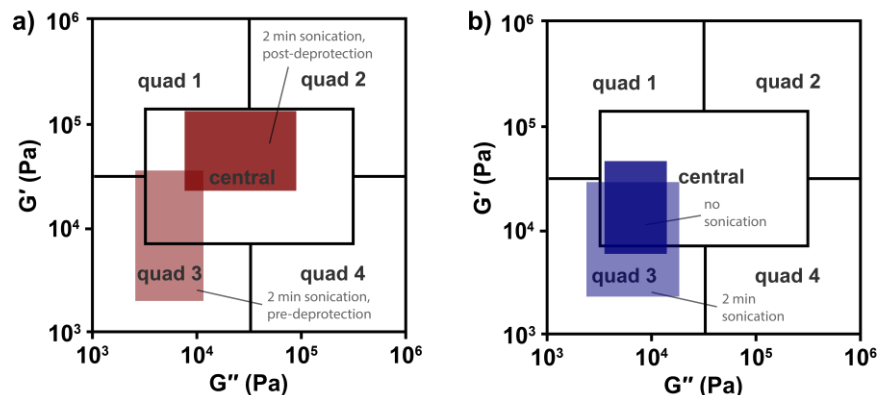 a)
10⁶
2 min sonication,
post-deprotection
quad 1
quad 2
10⁵
G′ (Pa)
central
10⁴
quad 3
quad 4
2 min sonication,
pre-deprotection
10³
10³
10⁴
10⁵
10⁶
G″ (Pa)
b)
10⁶
quad 1
quad 2
10⁵
G′ (Pa)
central
no
sonication
10⁴
quad 3
quad 4
2 min
sonication
10³
10³
10⁴
10⁵
10⁶
G″ (Pa)